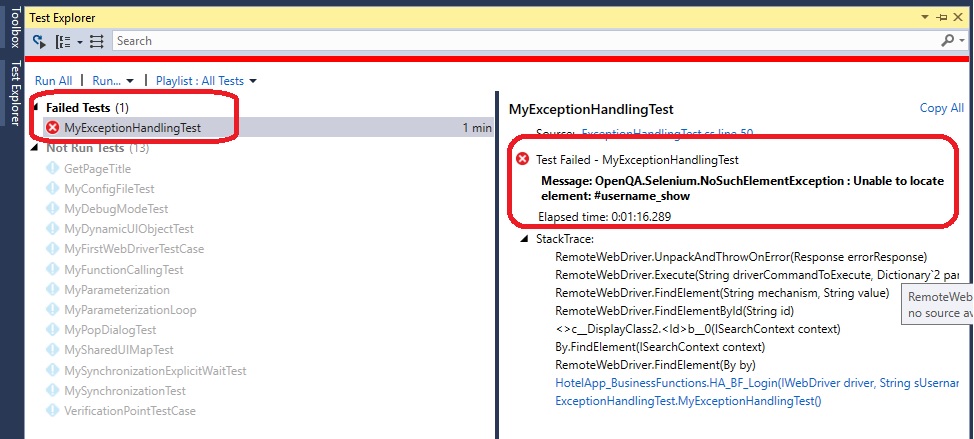 Toolbox
Test Explorer
Test Explorer
Search
Run All | Run... | Playlist : All Tests
Failed Tests (1)
MyExceptionHandlingTest 1 min
Not Run Tests (13)
GetPageTitle
MyConfigFileTest
MyDebugModeTest
MyDynamicUIObjectTest
MyFirstWebDriverTestCase
MyFunctionCallingTest
MyParameterization
MyParameterizationLoop
MyPopDialogTest
MySharedUIMapTest
MySynchronizationExplicitWaitTest
MySynchronizationTest
VerificationPointTestCase
MyExceptionHandlingTest
Copy All
Source: ExceptionHandlingTest.cs line 50
Test Failed - MyExceptionHandlingTest
Message: OpenQA.Selenium.NoSuchElementException : Unable to locate
element: #username_show
Elapsed time: 0:01:16.289
StackTrace:
RemoteWebDriver.UnpackAndThrowOnError(Response errorResponse)
RemoteWebDriver.Execute(String driverCommandToExecute, Dictionary`2 par
RemoteWebDriver.FindElement(String mechanism, String value)
RemoteWebDriver.FindElementById(String id)
<>c__DisplayClass2.<Id>b__0(ISearchContext context)
By.FindElement(ISearchContext context)
RemoteWebDriver.FindElement(By by)
HotelApp_BusinessFunctions.HA_BF_Login(IWebDriver driver, String sUsernam
ExceptionHandlingTest.MyExceptionHandlingTest()
RemoteWeb
no source av